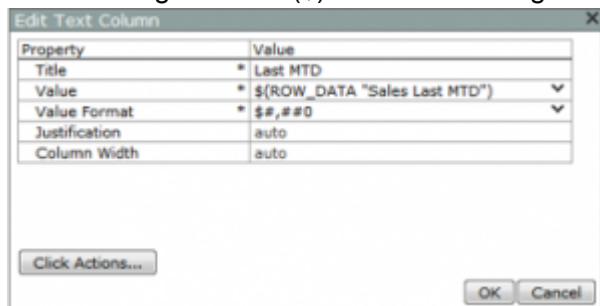 Edit Text Column
Property Value
Title * Last MTD
Value * $(ROW_DATA "Sales Last MTD")
Value Format * $#,##0
Justification auto
Column Width auto
Click Actions...
OK Cancel